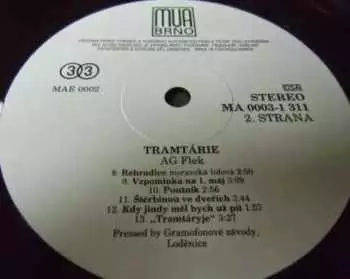 MUA
BRNO
33
MAE 0002
STEREO
MA 0003-1 311
2. STRANA
TRAMTÁRIE
AG Flek
8. Rehradice moravská lidová 2:50
9. Vzpomínka na 1. máj 3:09
10. Poutník 2:56
11. Štěrbinou ve dveřích 3:44
12. Kdy jindy měl bych už pít 1:57
13. „Tramtáryje" 3:27
Pressed by Gramofonové závody,
Loděnice